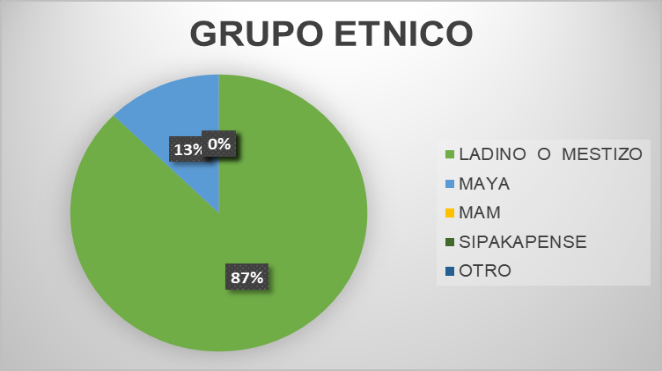 GRUPO ETNICO
13%
0%
87%
LADINO O MESTIZO
MAYA
MAM
SIPAKAPENSE
OTRO